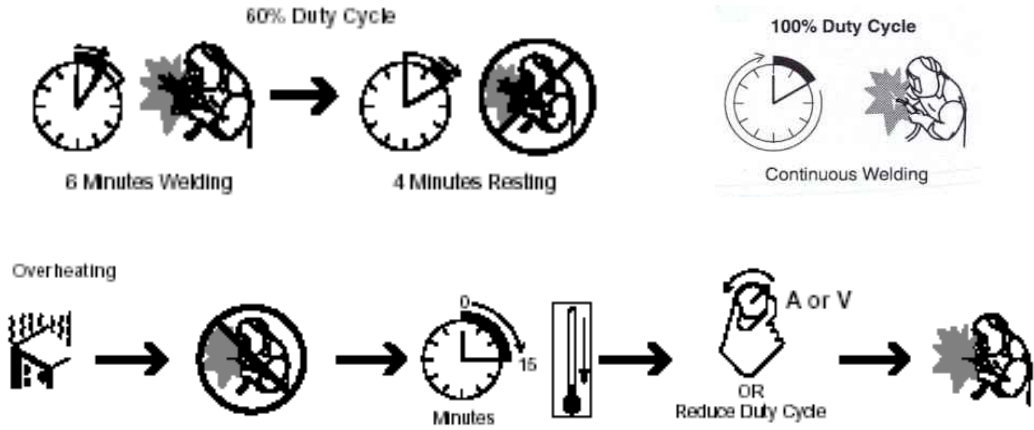 60% Duty Cycle
100% Duty Cycle
6 Minutes Welding
4 Minutes Resting
Continuous Welding
Overheating
0
A or V
15
OR
Minutes
Reduce Duty Cycle